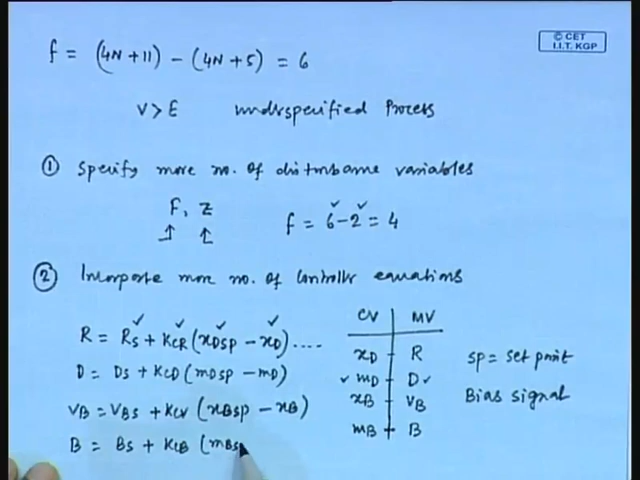 © CET
I.I.T. KGP
f = (4N+11) - (4N+5) = 6
V > E underspecified Process
① Specify more no. of disturbance variables
F, Z f = 6 - 2 = 4
② Incorporate more no. of Controller equations
CV MV
R = Rs + KCR (xDSP - xD) ....
xD R SP = Set point
D = Ds + KCD (mDSP - mD)
mD D
Bias signal
VB = VBS + KCV (xBSP - xB)
xB VB
B = Bs + KCB (mBS
mB B